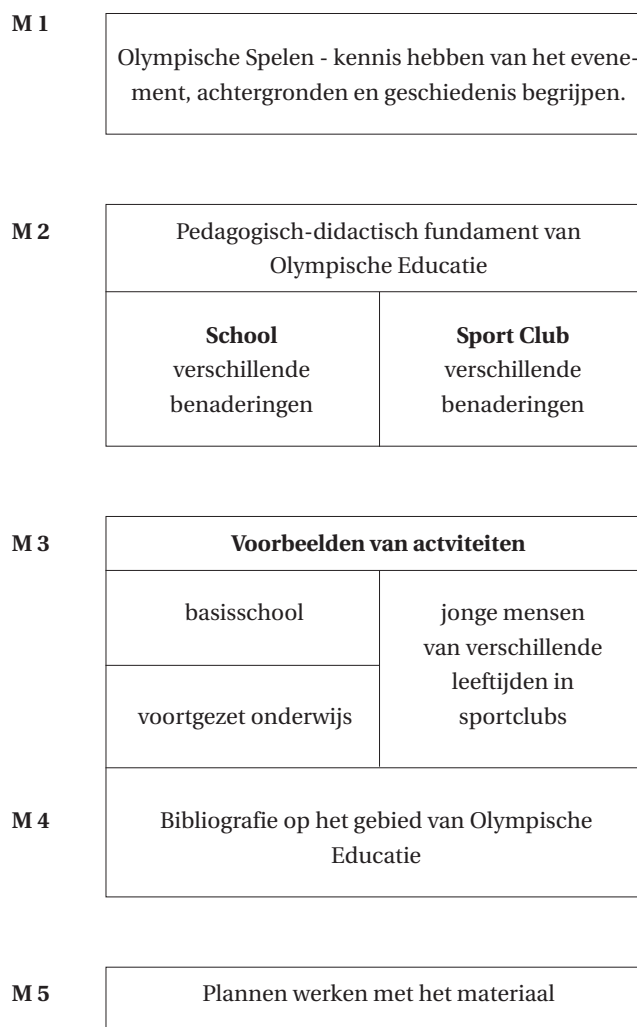 M 1
Olympische Spelen - kennis hebben van het evene-
ment, achtergronden en geschiedenis begrijpen.
M 2
Pedagogisch-didactisch fundament van
Olympische Educatie
School
verschillende
benaderingen
Sport Club
verschillende
benaderingen
M 3
Voorbeelden van actviteiten
basisschool
voortgezet onderwijs
jonge mensen
van verschillende
leeftijden in
sportclubs
M 4
Bibliografie op het gebied van Olympische
Educatie
M 5
Plannen werken met het materiaal